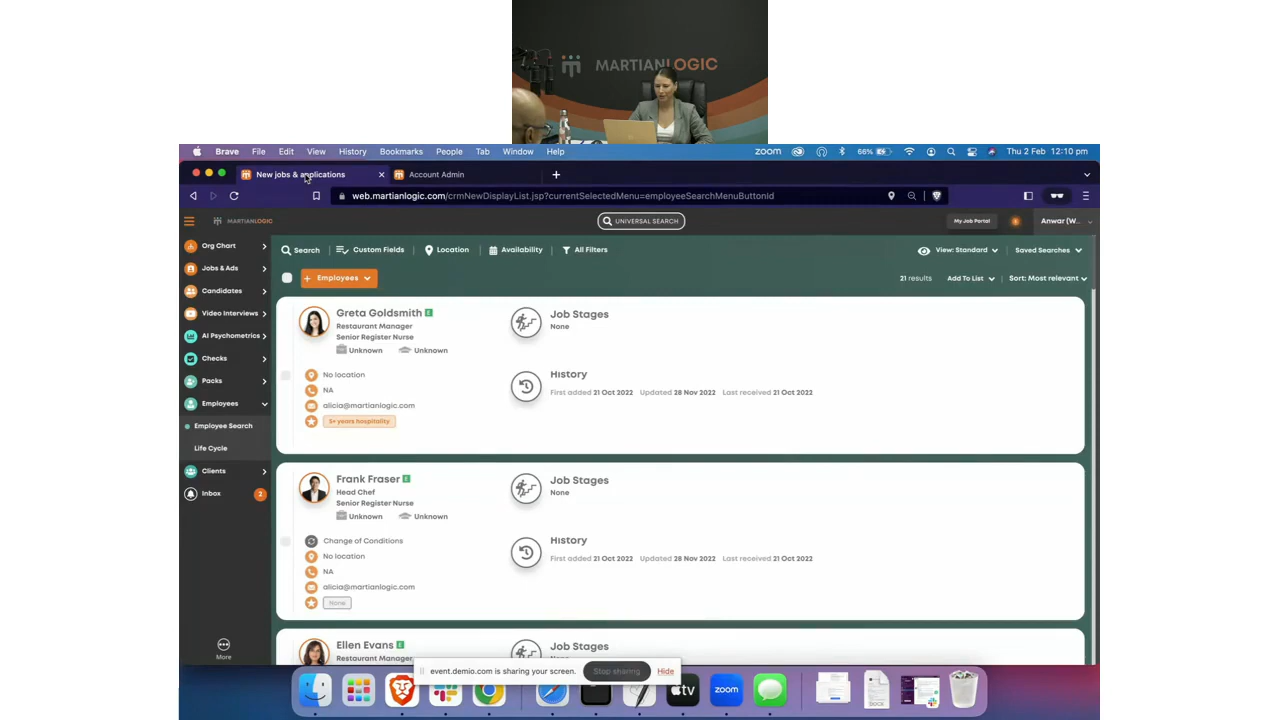 MARTIANLOGIC
Brave File Edit View History Bookmarks People Tab Window Help zoom 66% Thu 2 Feb 12:10 pm
New jobs & applications Account Admin
web.martianlogic.com/crmNewDisplayList.jsp?currentSelectedMenu=employeeSearchMenuButtonId
MARTIANLOGIC UNIVERSAL SEARCH My Job Portal Anwar (W...
Org Chart
Jobs & Ads
Candidates
Video Interviews
AI Psychometrics
Checks
Packs
Employees
Employee Search
Life Cycle
Clients
Inbox 2
More
Search Custom Fields Location Availability All Filters View: Standard Saved Searches
+ Employees 21 results Add To List Sort: Most relevant
Greta Goldsmith E
Restaurant Manager
Senior Register Nurse
Unknown Unknown
No location
NA
alicia@martianlogic.com
5+ years hospitality
Job Stages
None
History
First added 21 Oct 2022 Updated 28 Nov 2022 Last received 21 Oct 2022
Frank Fraser E
Head Chef
Senior Register Nurse
Unknown Unknown
Change of Conditions
No location
NA
alicia@martianlogic.com
None
Job Stages
None
History
First added 21 Oct 2022 Updated 28 Nov 2022 Last received 21 Oct 2022
Ellen Evans E
Restaurant Manager
Job Stages
None
event.demio.com is sharing your screen. Stop sharing Hide
tv zoom
DOCX